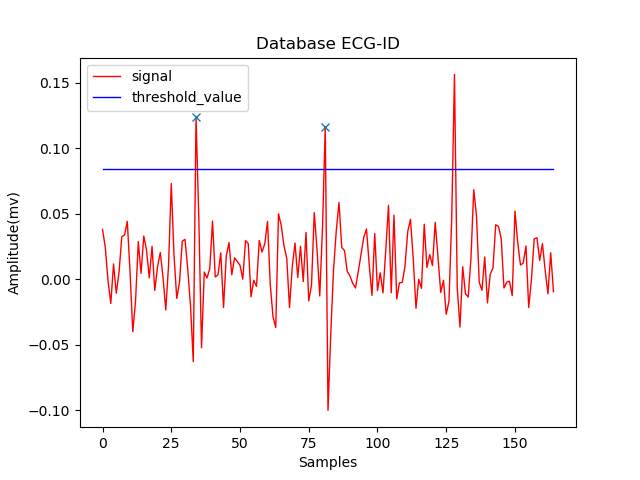 Database ECG-ID
signal
threshold_value
Amplitude(mv)
0.15
0.10
0.05
0.00
−0.05
−0.10
0 25 50 75 100 125 150
Samples